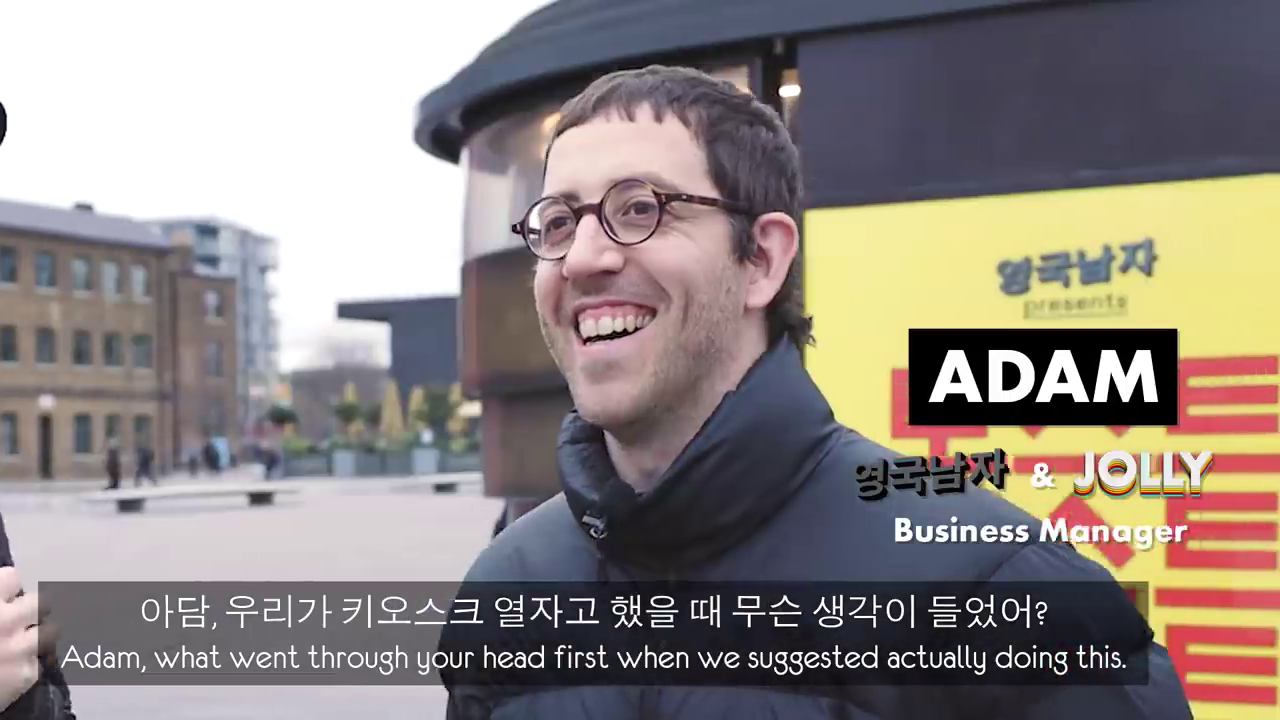 영국남자
presents
ADAM
영국남자 & JOLLY
Business Manager
아담, 우리가 키오스크 열자고 했을 때 무슨 생각이 들었어?
Adam, what went through your head first when we suggested actually doing this.